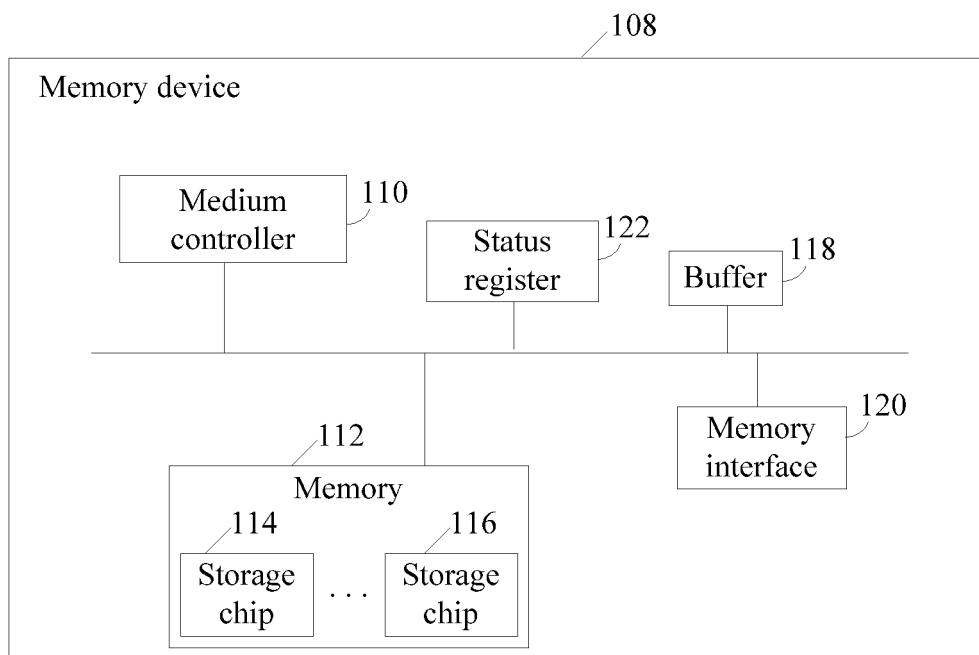 108
Memory device
Medium
controller
110
Status
register
122
Buffer
118
Memory
interface
120
112
Memory
114
116
Storage
chip
. . .
Storage
chip